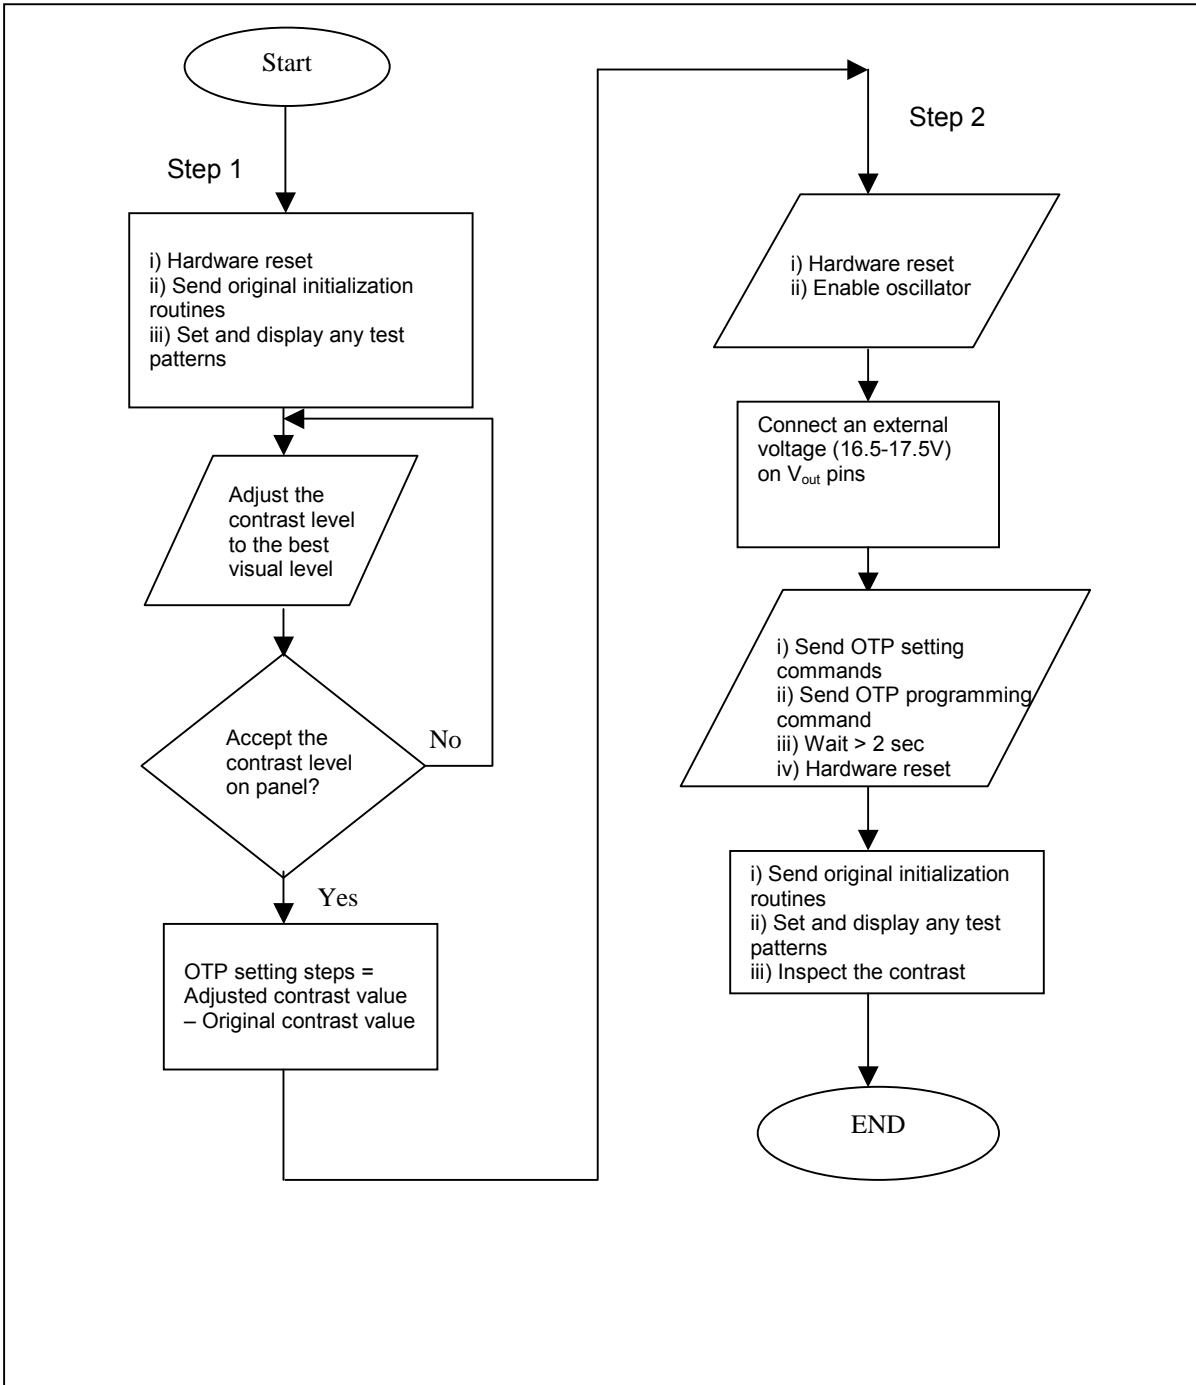 Start
Step 1
i) Hardware reset
ii) Send original initialization
routines
iii) Set and display any test
patterns
Adjust the
contrast level
to the best
visual level
Accept the
contrast level
on panel?
No
Yes
OTP setting steps =
Adjusted contrast value
– Original contrast value
Step 2
i) Hardware reset
ii) Enable oscillator
Connect an external
voltage (16.5-17.5V)
on Vout pins
i) Send OTP setting
commands
ii) Send OTP programming
command
iii) Wait > 2 sec
iv) Hardware reset
i) Send original initialization
routines
ii) Set and display any test
patterns
iii) Inspect the contrast
END